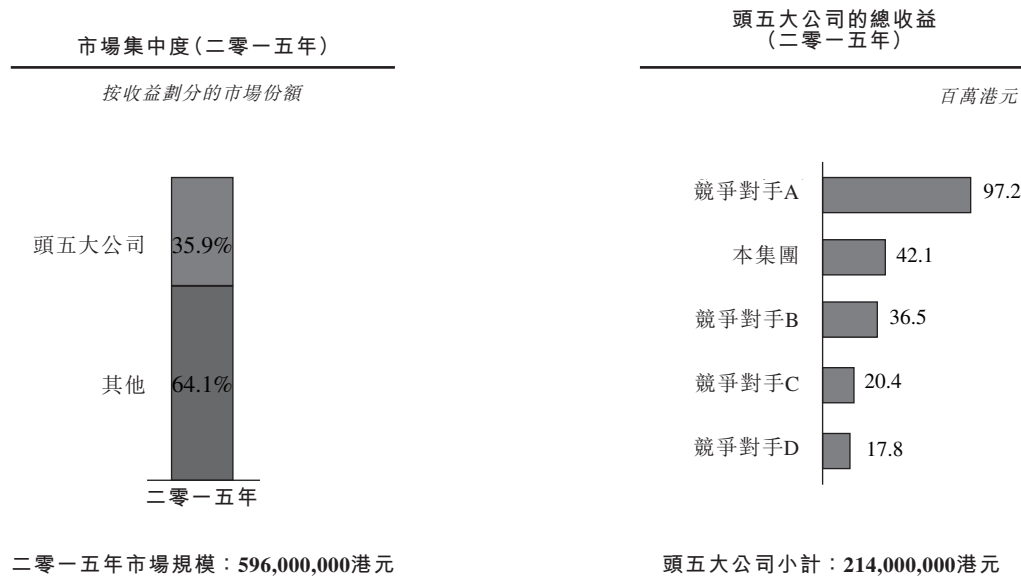 市場集中度(二零一五年)
按收益劃分的市場份額
頭五大公司 35.9%
其他 64.1%
二零一五年
二零一五年市場規模：596,000,000港元
頭五大公司的總收益
(二零一五年)
百萬港元
競爭對手A 97.2
本集團 42.1
競爭對手B 36.5
競爭對手C 20.4
競爭對手D 17.8
頭五大公司小計：214,000,000港元